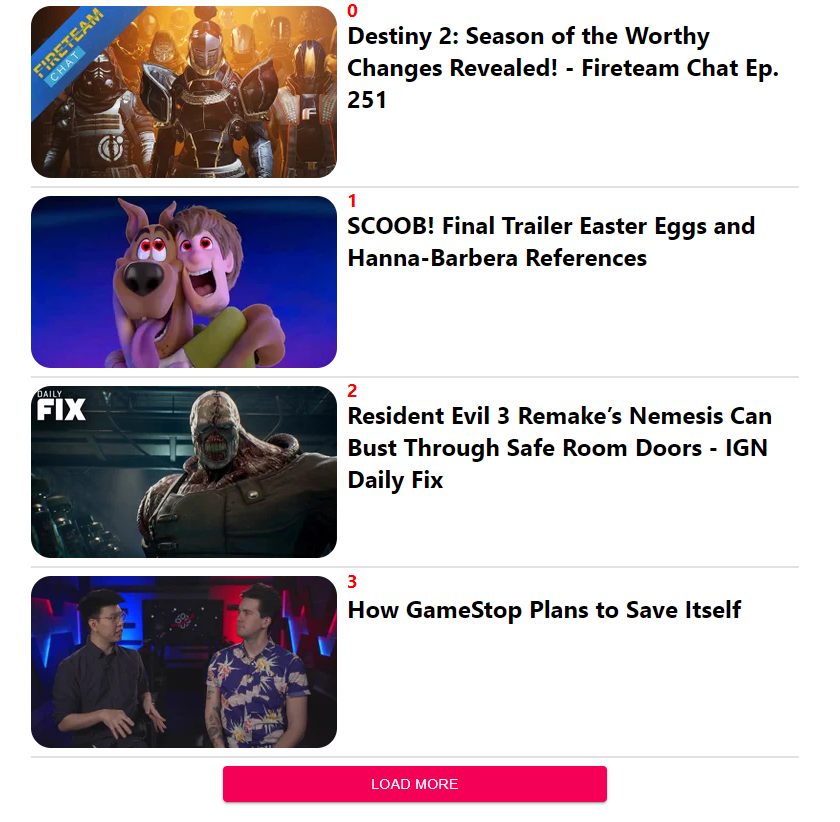 FIRETEAM
CHAT
0
Destiny 2: Season of the Worthy
Changes Revealed! - Fireteam Chat Ep.
251
1
SCOOB! Final Trailer Easter Eggs and
Hanna-Barbera References
DAILY
FIX
2
Resident Evil 3 Remake’s Nemesis Can
Bust Through Safe Room Doors - IGN
Daily Fix
3
How GameStop Plans to Save Itself
LOAD MORE